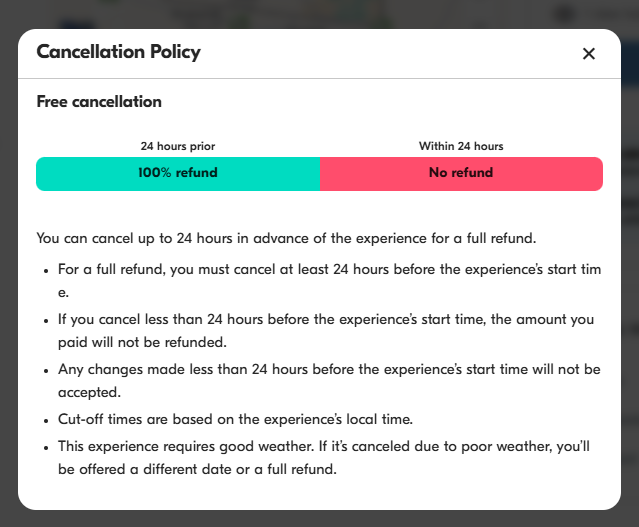 Cancellation Policy
Free cancellation
24 hours prior
Within 24 hours
100% refund
No refund
You can cancel up to 24 hours in advance of the experience for a full refund.
• For a full refund, you must cancel at least 24 hours before the experience's start tim
e.
• If you cancel less than 24 hours before the experience's start time, the amount you
paid will not be refunded.
• Any changes made less than 24 hours before the experience's start time will not be
accepted.
• Cut-off times are based on the experience's local time.
• This experience requires good weather. If it's canceled due to poor weather, you'll
be offered a different date or a full refund.